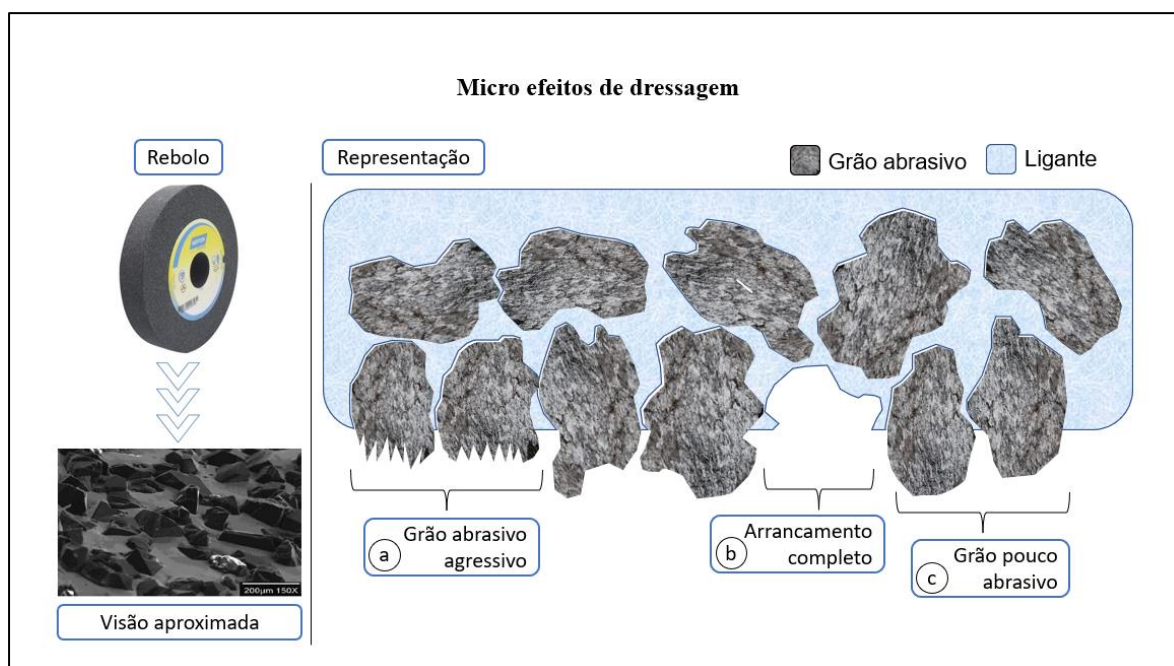 Micro efeitos de dressagem
Rebolo
Representação
Grão abrasivo
Ligante
a
Grão abrasivo
agressivo
b
Arrancamento
completo
c
Grão pouco
abrasivo
200µm 150X
Visão aproximada